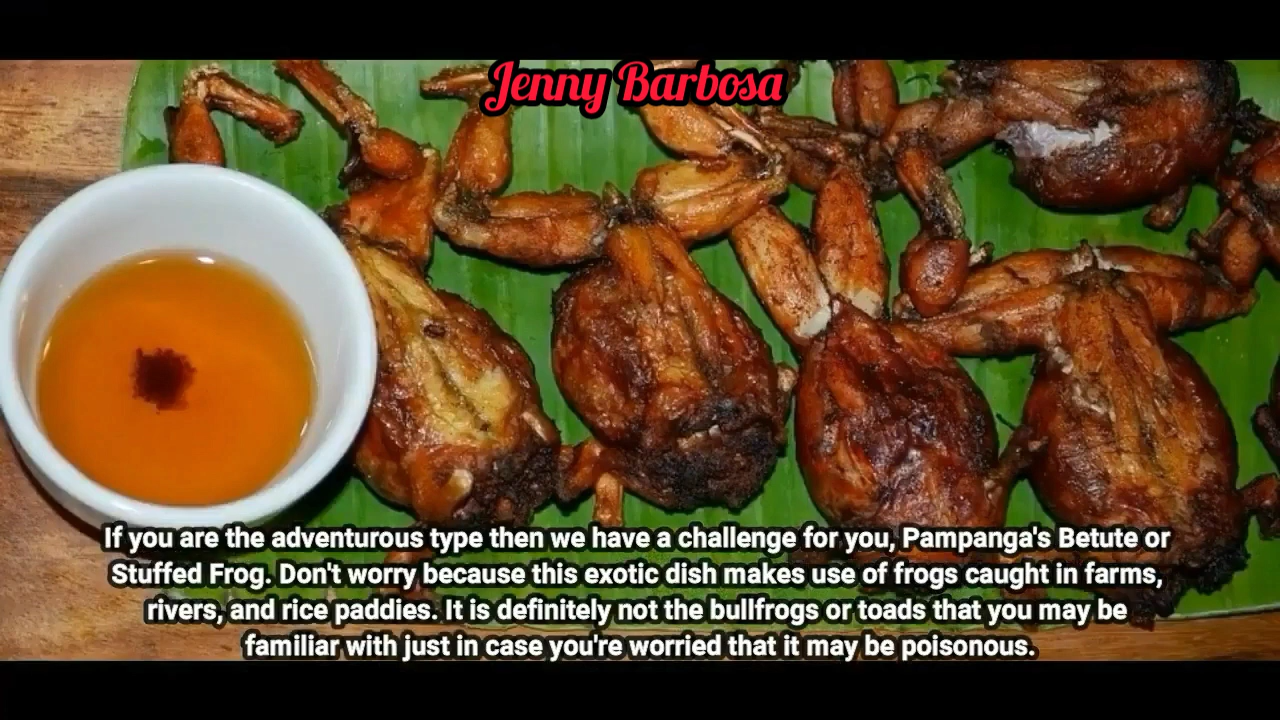 Jenny Barbosa
If you are the adventurous type then we have a challenge for you, Pampanga's Betute or
Stuffed Frog. Don't worry because this exotic dish makes use of frogs caught in farms,
rivers, and rice paddies. It is definitely not the bullfrogs or toads that you may be
familiar with just in case you're worried that it may be poisonous.